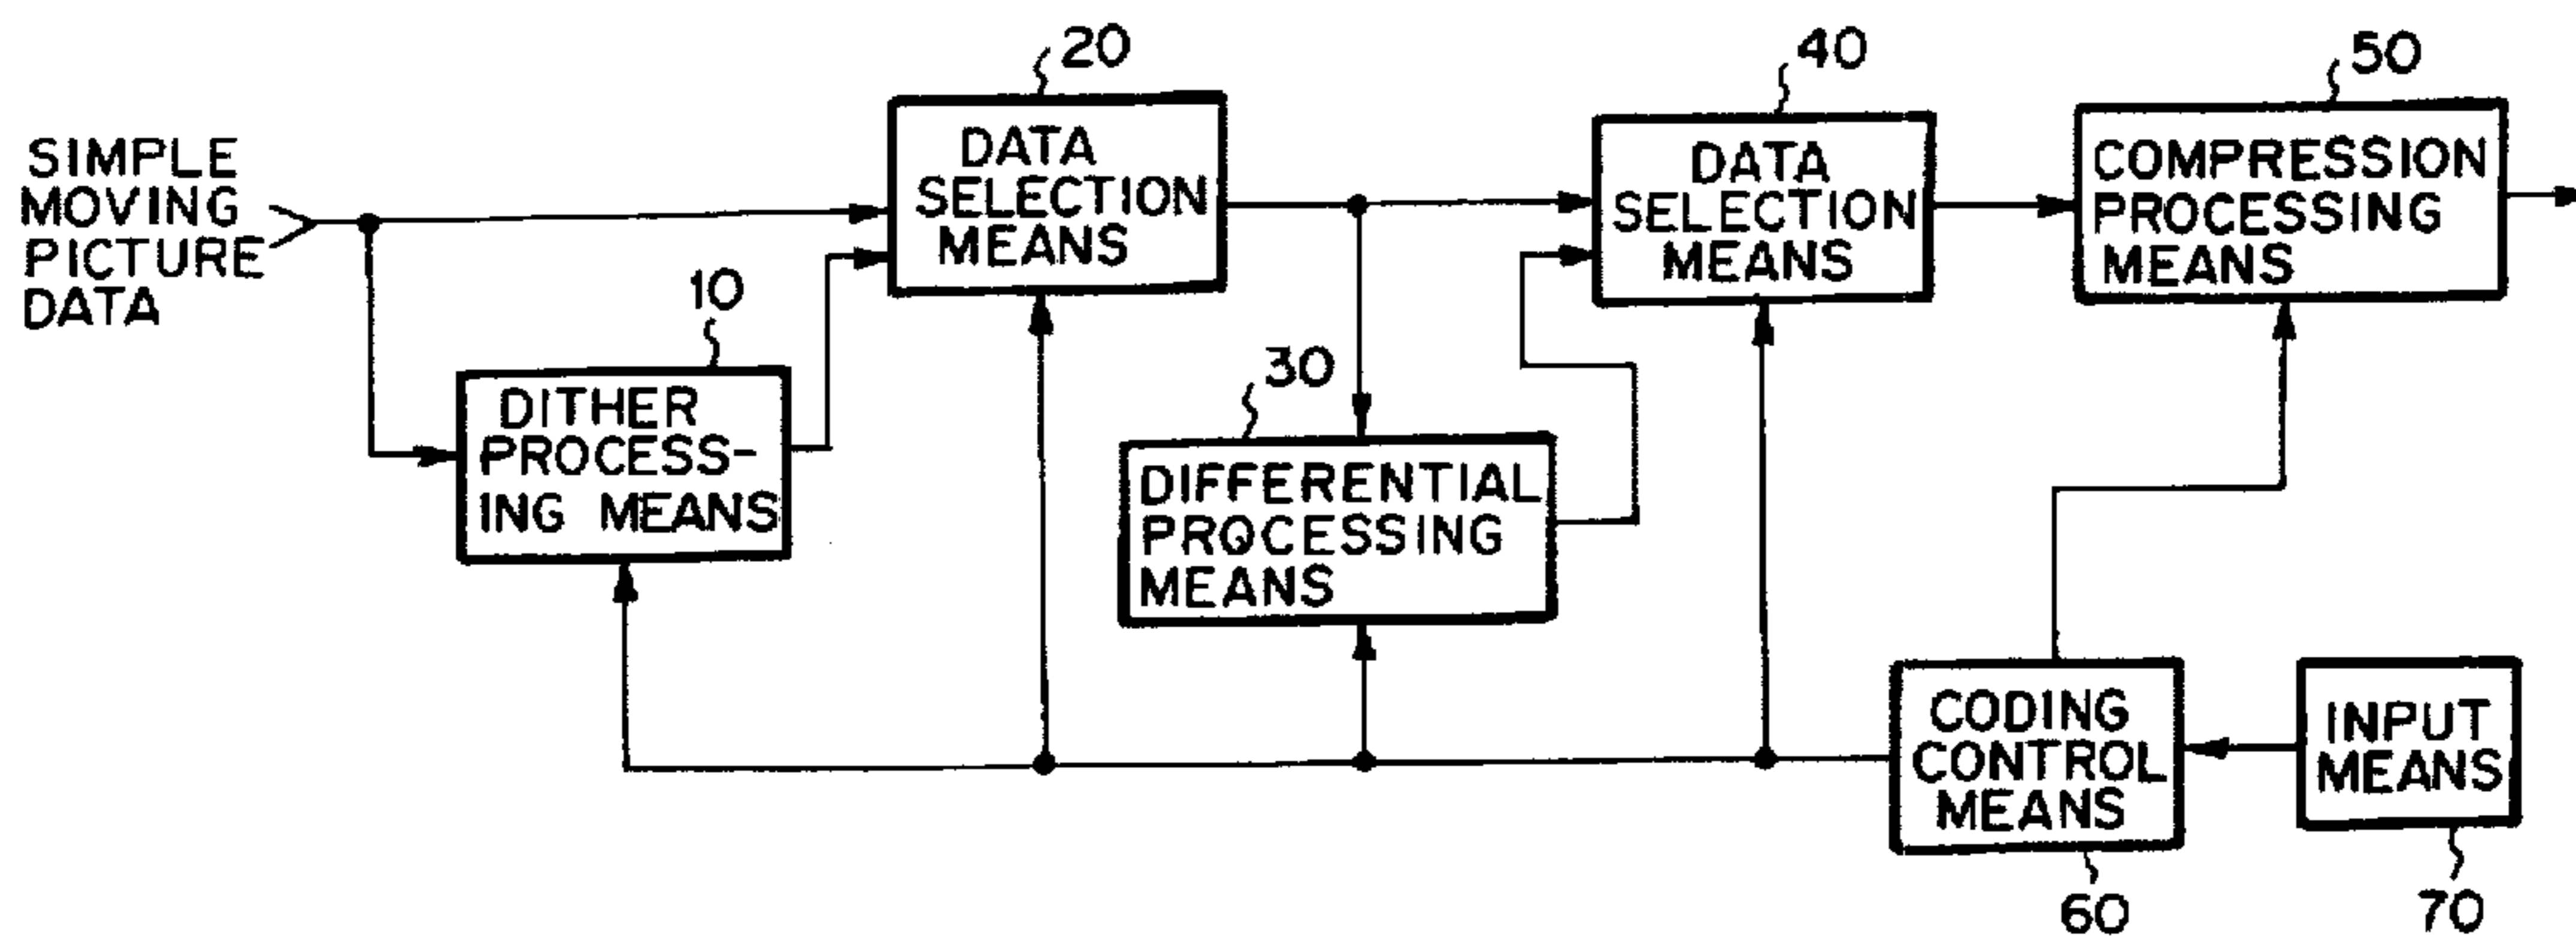 SIMPLE
MOVING
PICTURE
DATA
10
DITHER
PROCESS-
ING MEANS
20
DATA
SELECTION
MEANS
30
DIFFERENTIAL
PROCESSING
MEANS
40
DATA
SELECTION
MEANS
50
COMPRESSION
PROCESSING
MEANS
CODING
CONTROL
MEANS
60
INPUT
MEANS
70